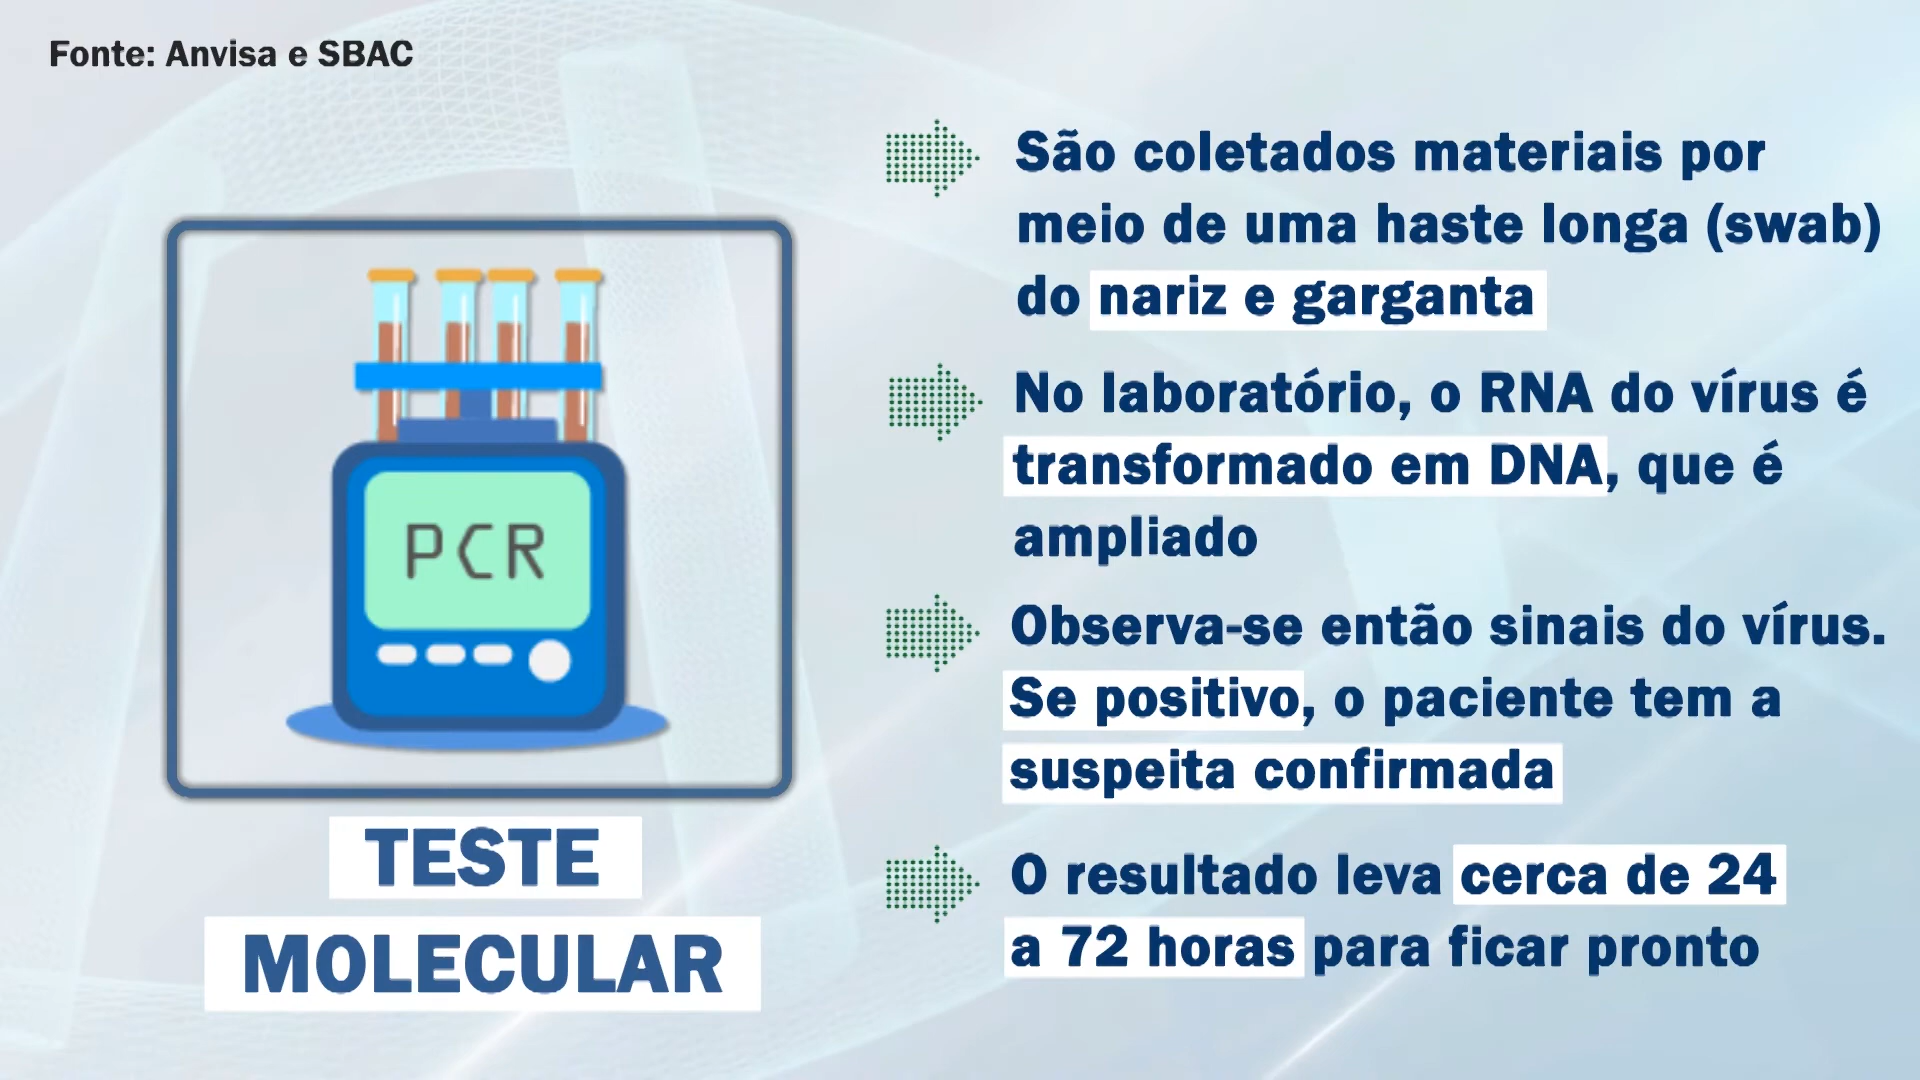 Fonte: Anvisa e SBAC
São coletados materiais por
meio de uma haste longa (swab)
do nariz e garganta
No laboratório, o RNA do vírus é
transformado em DNA, que é
ampliado
Observa-se então sinais do vírus.
Se positivo, o paciente tem a
suspeita confirmada
O resultado leva cerca de 24
a 72 horas para ficar pronto
PCR
TESTE
MOLECULAR